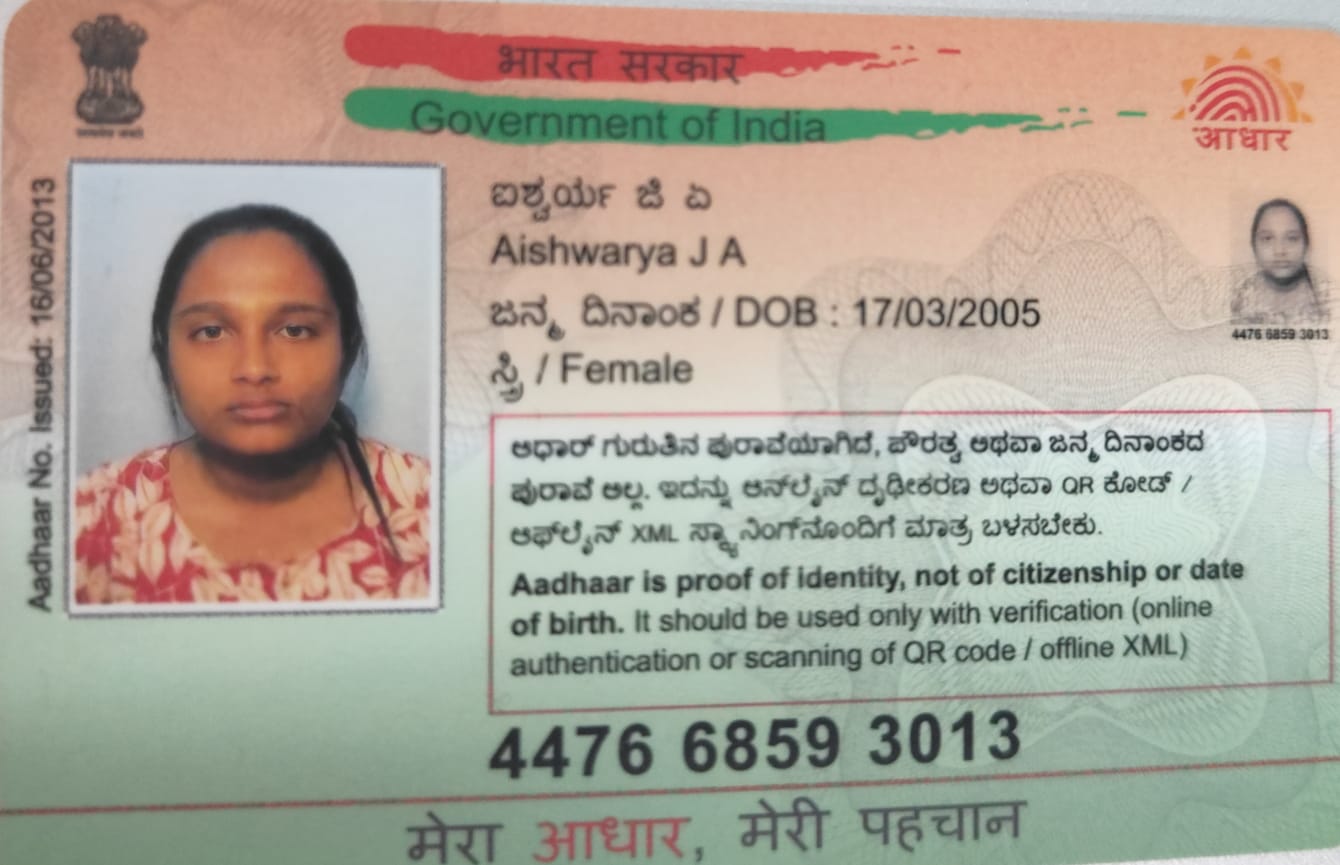 भारत सरकार
Government of India
आधार
Aadhaar No. Issued: 16/06/2013
ಐಶ್ವರ್ಯ ಜೆ ಎ
Aishwarya J A
ಜನ್ಮ ದಿನಾಂಕ / DOB : 17/03/2005
ಸ್ತ್ರೀ / Female
4476 6859 3013
ಆಧಾರ್ ಗುರುತಿನ ಪುರಾವೆಯಾಗಿದೆ, ಪೌರತ್ವ ಅಥವಾ ಜನ್ಮ ದಿನಾಂಕದ
ಪುರಾವೆ ಅಲ್ಲ. ಇದನ್ನು ಆನ್‌ಲೈನ್ ದೃಢೀಕರಣ ಅಥವಾ QR ಕೋಡ್ /
ಆಫ್‌ಲೈನ್ XML ಸ್ಕ್ಯಾನಿಂಗ್‌ನೊಂದಿಗೆ ಮಾತ್ರ ಬಳಸಬೇಕು.
Aadhaar is proof of identity, not of citizenship or date
of birth. It should be used only with verification (online
authentication or scanning of QR code / offline XML)
4476 6859 3013
मेरा आधार, मेरी पहचान